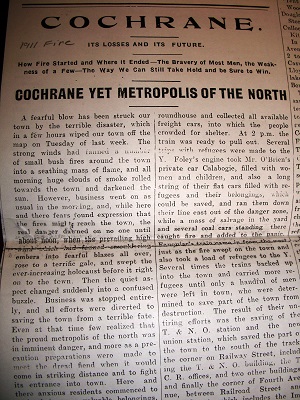 COCHRANE.
1911 Fire
ITS LOSSES AND ITS FUTURE.
How Fire Started and Where it Ended—The Bravery of Most Men, the Weak-
ness of a Few—The Way We Can Still Take Hold and be Sure to Win.
COCHRANE YET METROPOLIS OF THE NORTH
A fearful blow has been struck our
town by the terrible disaster, which
in a few hours wiped our town off the
map on Tuesday of last week. The
strong winds had
of small bush fires around the town
into a seathing mass of flame, and all
morning huge clouds of smoke rolled
towards the town and darkened the
sun. However, business went on as
usual in the morning, and, while here
and there fears found expression that
the fires might reach the town, the
real danger dawned on no one until
about noon, when the prevailing high
embers into fearful blazes all over,
rose to a terrific gale, and swept the
ever-increasing holocaust before it right
on to the town. Then the quiet as-
pect changed suddenly into a confused
buzzle. Business was stopped entire-
ly, and all efforts were directed to
saving the town from a terrible fate.
Even at that time few realized that
the proud metropolis of the north was
in imminent danger, and more as a pre-
caution preparations were made to
meet the dread fiend when it would
come in striking distance and to fight
its entrance into town. Here and
there anxious residents commenced to
roundhouse and collected all available
freight cars, into which the people
crowded for shelter. At 2 p.m. the
train was ready to pull out. Several
trips with refugees were made to the
Y. Foley's engine took Mr. O'Brien's
private car Calabogie, filled with wo-
men and children, and also a long
string of their flat cars filled with re-
fugees and their belongings, which
could be saved, and ran them down
their line east out of the danger zone,
while a mass of salvage in the yard
and several coal cars standing there
caught fire and added to the
just as the fire swept on the town and
also took a load of refugees to the Y.
Several times the trains backed up
into the town and carried more re-
fugees until only a handful of men
were left in town, who were deter-
mined to save part of the town from
destruction. The result of their un-
tiring efforts was the saving of the
T. & N. O. station and the new
union station, which saved the part of
the town to the south of the track,
the corner on Railway Street, includ-
ing the T. & N. O. building, the T.
C. R. offices, and two other buildings,
and finally the corner of Fourth Ave-
nue, between Railroad Street